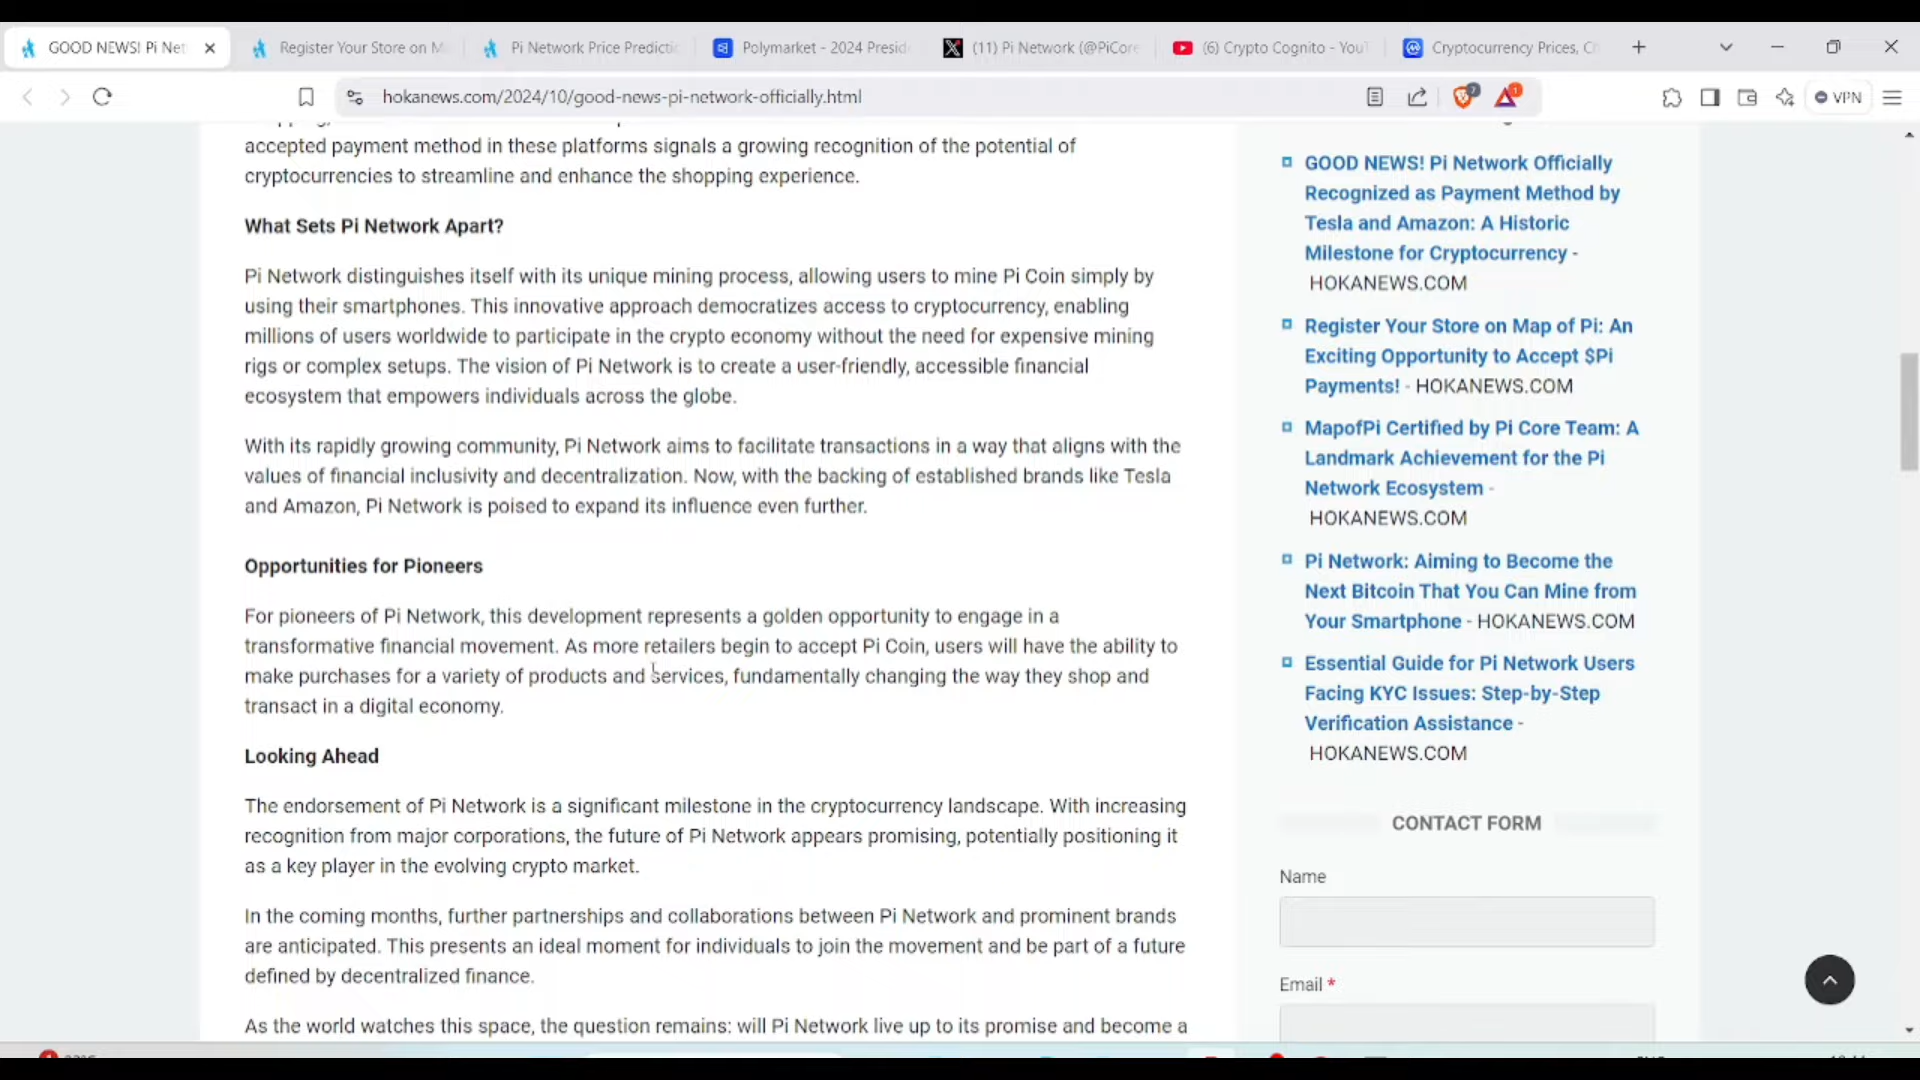 GOOD NEWS! Pi Net
Register Your Store on M
Pi Network Price Predictic
Polymarket - 2024 Presid
(11) Pi Network (@PiCore
(6) Crypto Cognito - YouT
Cryptocurrency Prices, C
hokanews.com/2024/10/good-news-pi-network-officially.html
7
1
VPN
accepted payment method in these platforms signals a growing recognition of the potential of
cryptocurrencies to streamline and enhance the shopping experience.
What Sets Pi Network Apart?
Pi Network distinguishes itself with its unique mining process, allowing users to mine Pi Coin simply by
using their smartphones. This innovative approach democratizes access to cryptocurrency, enabling
millions of users worldwide to participate in the crypto economy without the need for expensive mining
rigs or complex setups. The vision of Pi Network is to create a user-friendly, accessible financial
ecosystem that empowers individuals across the globe.
With its rapidly growing community, Pi Network aims to facilitate transactions in a way that aligns with the
values of financial inclusivity and decentralization. Now, with the backing of established brands like Tesla
and Amazon, Pi Network is poised to expand its influence even further.
Opportunities for Pioneers
For pioneers of Pi Network, this development represents a golden opportunity to engage in a
transformative financial movement. As more retailers begin to accept Pi Coin, users will have the ability to
make purchases for a variety of products and services, fundamentally changing the way they shop and
transact in a digital economy.
Looking Ahead
The endorsement of Pi Network is a significant milestone in the cryptocurrency landscape. With increasing
recognition from major corporations, the future of Pi Network appears promising, potentially positioning it
as a key player in the evolving crypto market.
In the coming months, further partnerships and collaborations between Pi Network and prominent brands
are anticipated. This presents an ideal moment for individuals to join the movement and be part of a future
defined by decentralized finance.
As the world watches this space, the question remains: will Pi Network live up to its promise and become a
GOOD NEWS! Pi Network Officially
Recognized as Payment Method by
Tesla and Amazon: A Historic
Milestone for Cryptocurrency -
HOKANEWS.COM
Register Your Store on Map of Pi: An
Exciting Opportunity to Accept $Pi
Payments! - HOKANEWS.COM
MapofPi Certified by Pi Core Team: A
Landmark Achievement for the Pi
Network Ecosystem -
HOKANEWS.COM
Pi Network: Aiming to Become the
Next Bitcoin That You Can Mine from
Your Smartphone - HOKANEWS.COM
Essential Guide for Pi Network Users
Facing KYC Issues: Step-by-Step
Verification Assistance -
HOKANEWS.COM
CONTACT FORM
Name
Email *